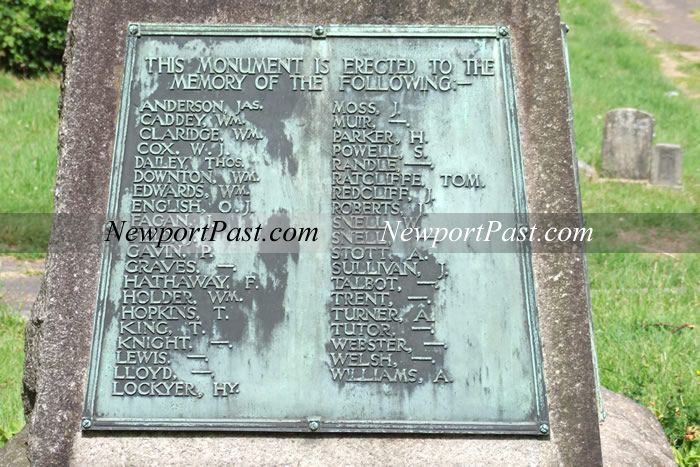 THIS MONUMENT IS ERECTED TO THE
MEMORY OF THE FOLLOWING:—
ANDERSON, JAS.
CADDEY, WM.
CLARIDGE, WM.
COX, W. J.
DAILEY, THOS.
DOWNTON, WM.
EDWARDS, WM.
ENGLISH, O. J.
FAGAN,
GAVIN, P.
GRAVES, —.
HATHAWAY, F.
HOLDER, WM.
HOPKINS, T.
KING, T.
KNIGHT, —.
LEWIS, —.
LLOYD, —.
LOCKYER, HY.
MOSS, J.
MUIR, —.
PARKER, H.
POWELL, S.
RANDLE, —.
RATCLIFFE, TOM.
REDCLIFF, J.
ROBERTS,
SNELL, W.
SNELL,
STOTT, A.
SULLIVAN, J.
TALBOT, —.
TRENT, —.
TURNER, A.
TUTOR, —.
WEBSTER, —.
WELSH, —.
WILLIAMS, A.
NewportPast.com
NewportPast.com